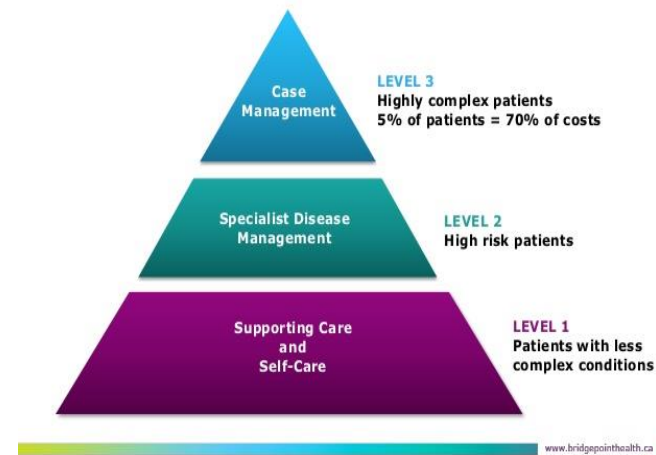 Case
Management
LEVEL 3
Highly complex patients
5% of patients = 70% of costs
Specialist Disease
Management
LEVEL 2
High risk patients
Supporting Care
and
Self-Care
LEVEL 1
Patients with less
complex conditions
www.bridgepointhealth.ca